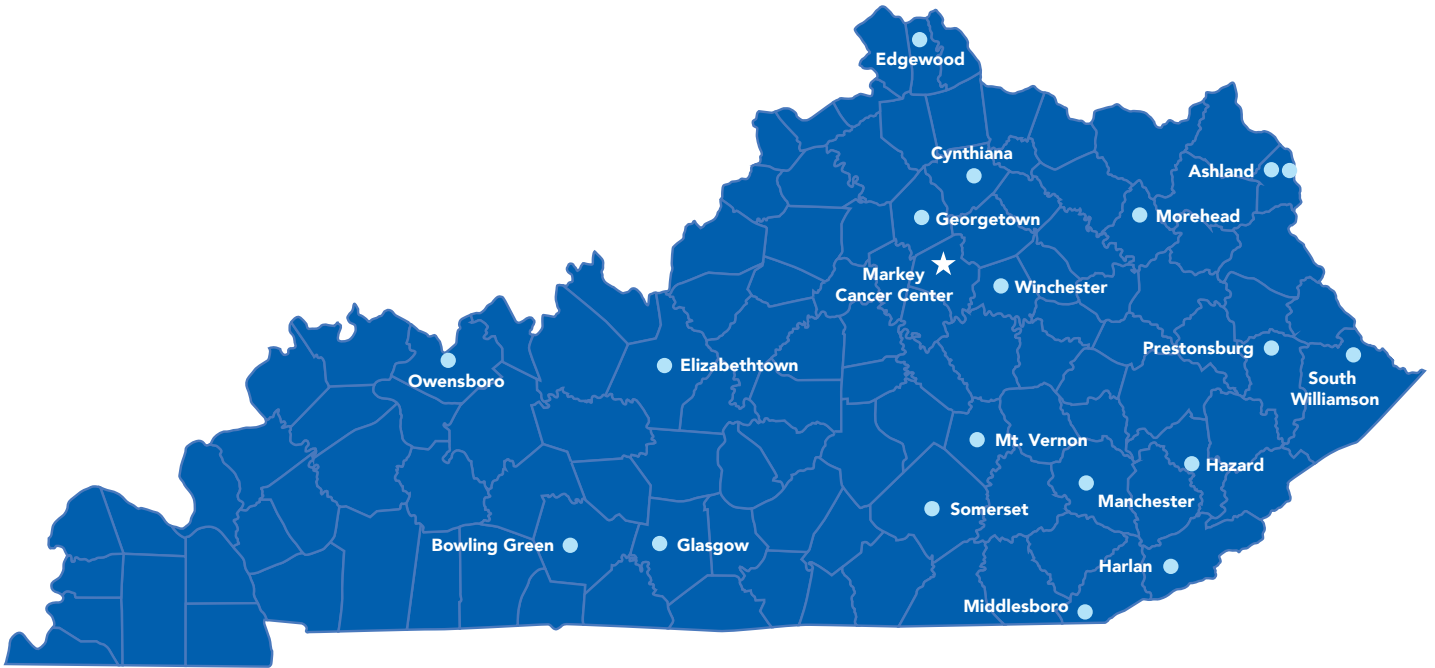 Edgewood
Cynthiana
Ashland
Georgetown
Morehead
Markey
Cancer Center
Winchester
Prestonsburg
Elizabethtown
Owensboro
South
Williamson
Mt. Vernon
Hazard
Manchester
Somerset
Bowling Green
Glasgow
Harlan
Middlesboro